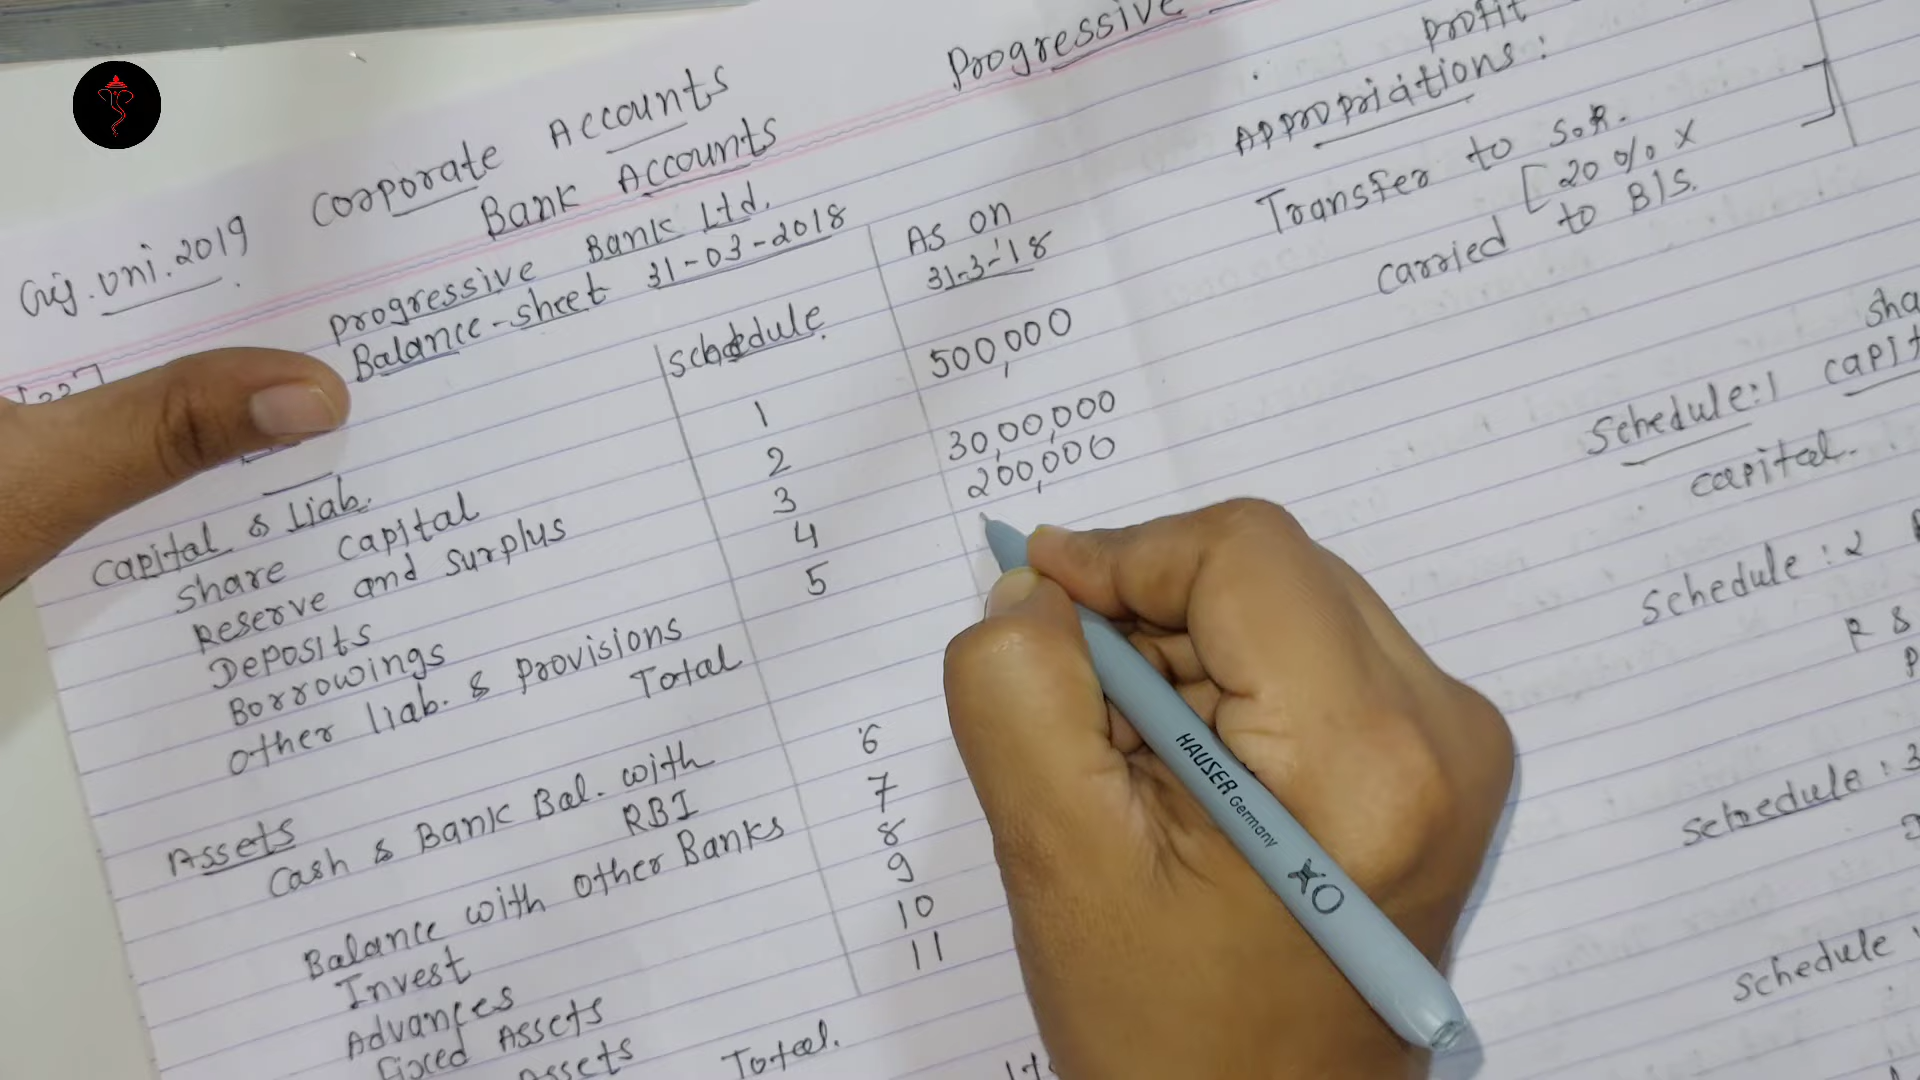 Guj. Uni. 2019
Corporate Accounts
Bank Accounts
Progressive Bank Ltd.
Balance-sheet 31-03-2018
Schedule
As on
31-3-'18
Capital & Liab.
Share capital 1 500,000
Reserve and surplus 2
Deposits 3 30,00,000
Borrowings 4 200,000
Other liab. & provisions 5
Total
Assets
Cash & Bank Bal. with RBI 6
Balance with other Banks 7
Invest 8
Advances 9
Fixed Assets 10
Assets 11
Total.
Progressive
Profit
Appropriations:
Transfer to S.R.
[20% X ]
carried to B/S.
Schedule:1
capital.
Schedule:2
R &
Schedule:3
Schedule
HAUSER Germany XO